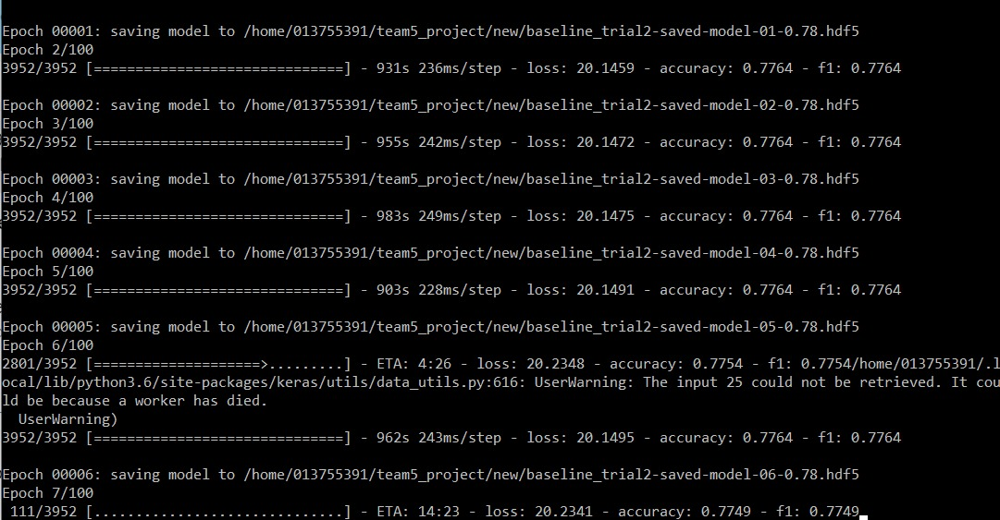 Epoch 00001: saving model to /home/013755391/team5_project/new/baseline_trial2-saved-model-01-0.78.hdf5
Epoch 2/100
3952/3952 [==============================] - 931s 236ms/step - loss: 20.1459 - accuracy: 0.7764 - f1: 0.7764
Epoch 00002: saving model to /home/013755391/team5_project/new/baseline_trial2-saved-model-02-0.78.hdf5
Epoch 3/100
3952/3952 [==============================] - 955s 242ms/step - loss: 20.1472 - accuracy: 0.7764 - f1: 0.7764
Epoch 00003: saving model to /home/013755391/team5_project/new/baseline_trial2-saved-model-03-0.78.hdf5
Epoch 4/100
3952/3952 [==============================] - 983s 249ms/step - loss: 20.1475 - accuracy: 0.7764 - f1: 0.7764
Epoch 00004: saving model to /home/013755391/team5_project/new/baseline_trial2-saved-model-04-0.78.hdf5
Epoch 5/100
3952/3952 [==============================] - 903s 228ms/step - loss: 20.1491 - accuracy: 0.7764 - f1: 0.7764
Epoch 00005: saving model to /home/013755391/team5_project/new/baseline_trial2-saved-model-05-0.78.hdf5
Epoch 6/100
2801/3952 [====================>.........] - ETA: 4:26 - loss: 20.2348 - accuracy: 0.7754 - f1: 0.7754/home/013755391/.l
ocal/lib/python3.6/site-packages/keras/utils/data_utils.py:616: UserWarning: The input 25 could not be retrieved. It cou
ld be because a worker has died.
  UserWarning)
3952/3952 [==============================] - 962s 243ms/step - loss: 20.1495 - accuracy: 0.7764 - f1: 0.7764
Epoch 00006: saving model to /home/013755391/team5_project/new/baseline_trial2-saved-model-06-0.78.hdf5
Epoch 7/100
 111/3952 [..............................] - ETA: 14:23 - loss: 20.2341 - accuracy: 0.7749 - f1: 0.7749